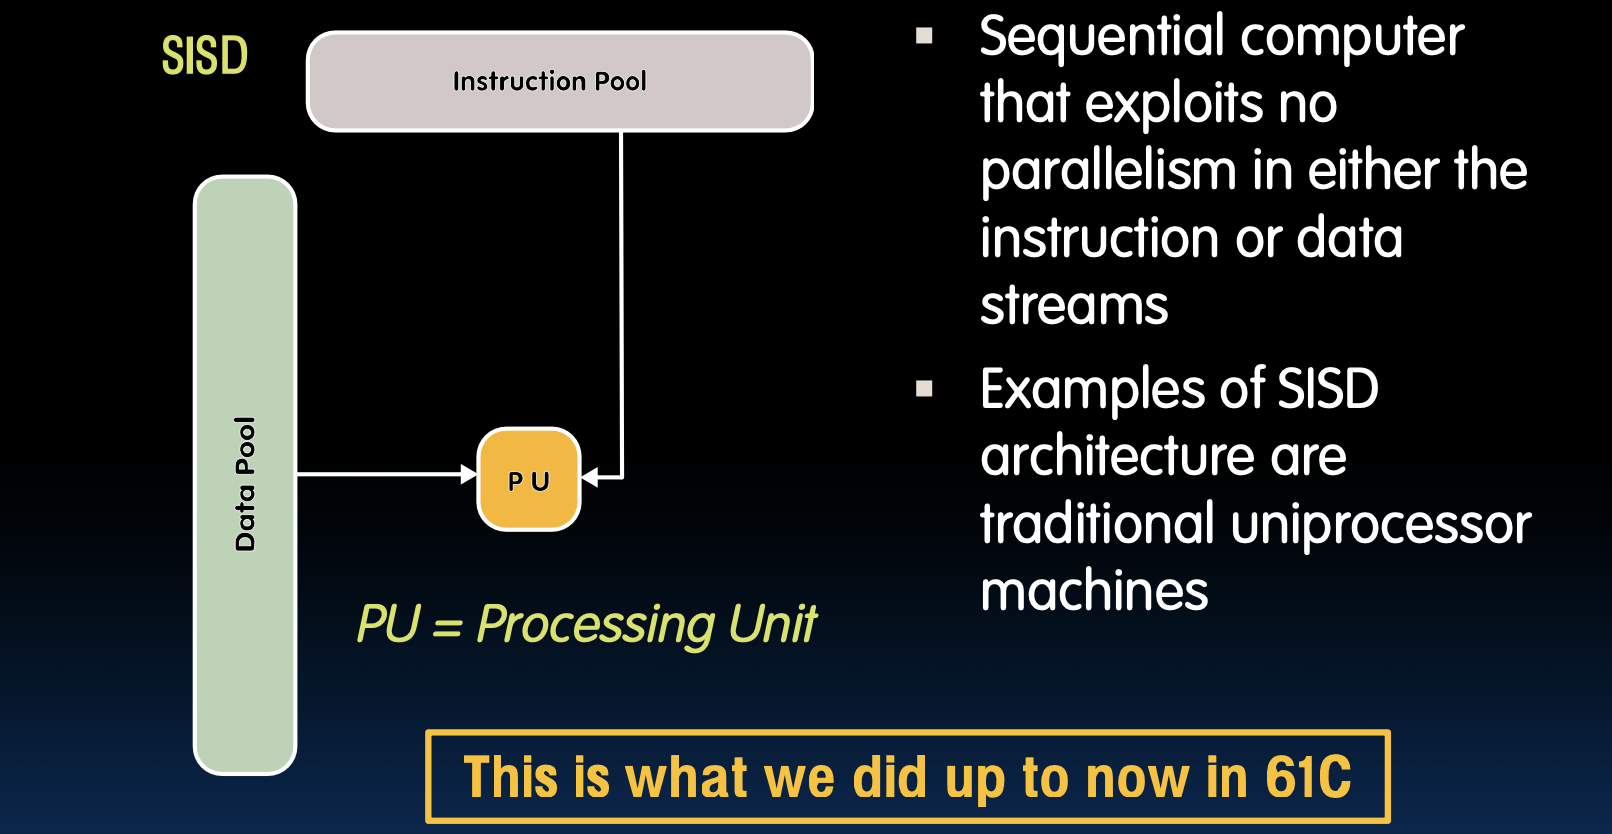 SISD
Instruction Pool
Data Pool
P U
PU = Processing Unit
▪ Sequential computer
that exploits no
parallelism in either the
instruction or data
streams
▪ Examples of SISD
architecture are
traditional uniprocessor
machines
This is what we did up to now in 61C